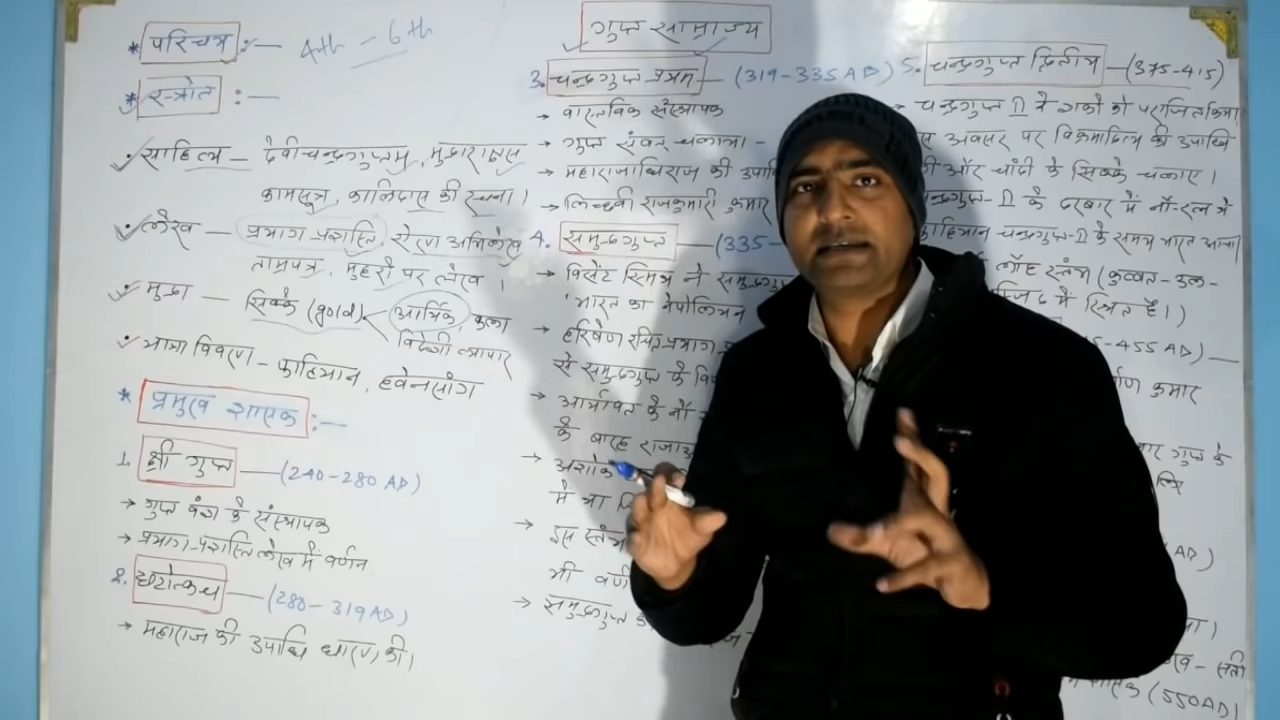 गुप्त साम्राज्य
* परिचय :— 4th – 6th
* स्त्रोत :—
साहित्य — देवीचन्द्रगुप्तम्, मुद्राराक्षस
कामसूत्र, कालिदास की रचना।
लेख — प्रयाग-प्रशस्ति, ऐरण अभिलेख
ताम्रपत्र, मुहरों पर लेख।
मुद्रा — सिक्के (gold) < आर्थिक दशा
विदेशी व्यापार
यात्रा विवरण – फाहियान, ह्वेनसांग
* प्रमुख शासक :—
1. श्री गुप्त — (240-280 AD)
→ गुप्त वंश के संस्थापक
→ प्रयाग-प्रशस्ति लेख में वर्णन
2. घटोत्कच — (280-319 AD)
→ महाराज की उपाधि धारण की।
3. चन्द्रगुप्त प्रथम — (319-335 AD)
→ वास्तविक संस्थापक
→ गुप्त संवत चलाया -
→ महाराजाधिराज की उपाधि
→ लिच्छवी राजकुमारी कुमार
4. समुद्रगुप्त — (335-
→ विंसेंट स्मिथ ने समुद्रगुप्त
'भारत का नेपोलियन
→ हरिषेण रचित प्रयाग
से समुद्रगुप्त के
→ आर्यावर्त के नौ
के बारह राजाओं
→ अशोक
में था
→ इस स्तंभ
भी
→ समुद्रगुप्त
5. चन्द्रगुप्त द्वितीय — (375-415)
→ चन्द्रगुप्त II ने शकों को पराजित किया
अवसर पर विक्रमादित्य की उपाधि
और चांदी के सिक्के चलाए।
चन्द्रगुप्त-II के दरबार में नौ-रत्न थे
फाहियान चन्द्रगुप्त-II के समय भारत आया
लौह स्तंभ (कुव्वत-उल-
में स्थित है।)
-455 AD) —
कुमार
गुप्त के
AD)
(550AD)